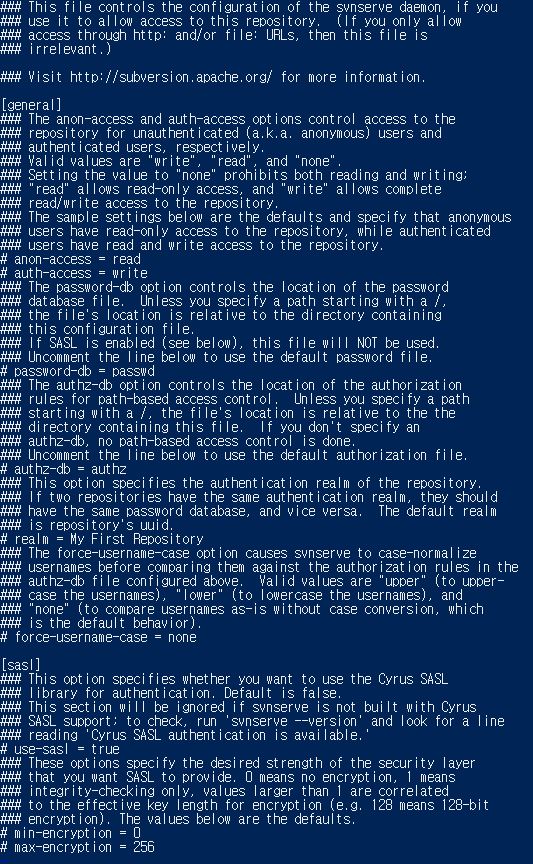 ### This file controls the configuration of the svnserve daemon, if you
### use it to allow access to this repository.  (If you only allow
### access through http: and/or file: URLs, then this file is
### irrelevant.)

### Visit http://subversion.apache.org/ for more information.

[general]
### The anon-access and auth-access options control access to the
### repository for unauthenticated (a.k.a. anonymous) users and
### authenticated users, respectively.
### Valid values are "write", "read", and "none".
### Setting the value to "none" prohibits both reading and writing;
### "read" allows read-only access, and "write" allows complete
### read/write access to the repository.
### The sample settings below are the defaults and specify that anonymous
### users have read-only access to the repository, while authenticated
### users have read and write access to the repository.
# anon-access = read
# auth-access = write
### The password-db option controls the location of the password
### database file.  Unless you specify a path starting with a /,
### the file's location is relative to the directory containing
### this configuration file.
### If SASL is enabled (see below), this file will NOT be used.
### Uncomment the line below to use the default password file.
# password-db = passwd
### The authz-db option controls the location of the authorization
### rules for path-based access control.  Unless you specify a path
### starting with a /, the file's location is relative to the the
### directory containing this file.  If you don't specify an
### authz-db, no path-based access control is done.
### Uncomment the line below to use the default authorization file.
# authz-db = authz
### This option specifies the authentication realm of the repository.
### If two repositories have the same authentication realm, they should
### have the same password database, and vice versa.  The default realm
### is repository's uuid.
# realm = My First Repository
### The force-username-case option causes svnserve to case-normalize
### usernames before comparing them against the authorization rules in the
### authz-db file configured above.  Valid values are "upper" (to upper-
### case the usernames), "lower" (to lowercase the usernames), and
### "none" (to compare usernames as-is without case conversion, which
### is the default behavior).
# force-username-case = none

[sasl]
### This option specifies whether you want to use the Cyrus SASL
### library for authentication. Default is false.
### This section will be ignored if svnserve is not built with Cyrus
### SASL support; to check, run 'svnserve --version' and look for a line
### reading 'Cyrus SASL authentication is available.'
# use-sasl = true
### These options specify the desired strength of the security layer
### that you want SASL to provide. 0 means no encryption, 1 means
### integrity-checking only, values larger than 1 are correlated
### to the effective key length for encryption (e.g. 128 means 128-bit
### encryption). The values below are the defaults.
# min-encryption = 0
# max-encryption = 256